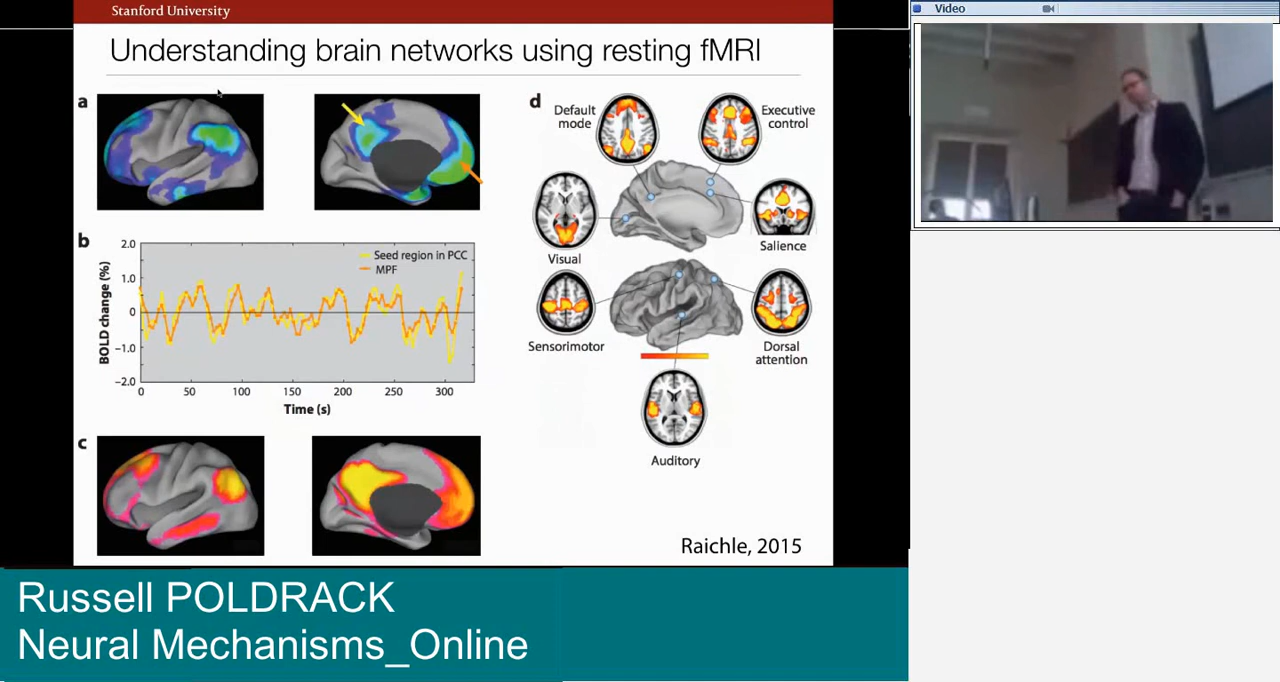 Stanford University
Video
Understanding brain networks using resting fMRI
a
d
Default
mode
Executive
control
Visual
Salience
b
2.0
1.0
0
−1.0
−2.0
BOLD change (%)
Seed region in PCC
MPF
0
50
100
150
200
250
300
Time (s)
Sensorimotor
Dorsal
attention
Auditory
c
Raichle, 2015
Russell POLDRACK
Neural Mechanisms_Online